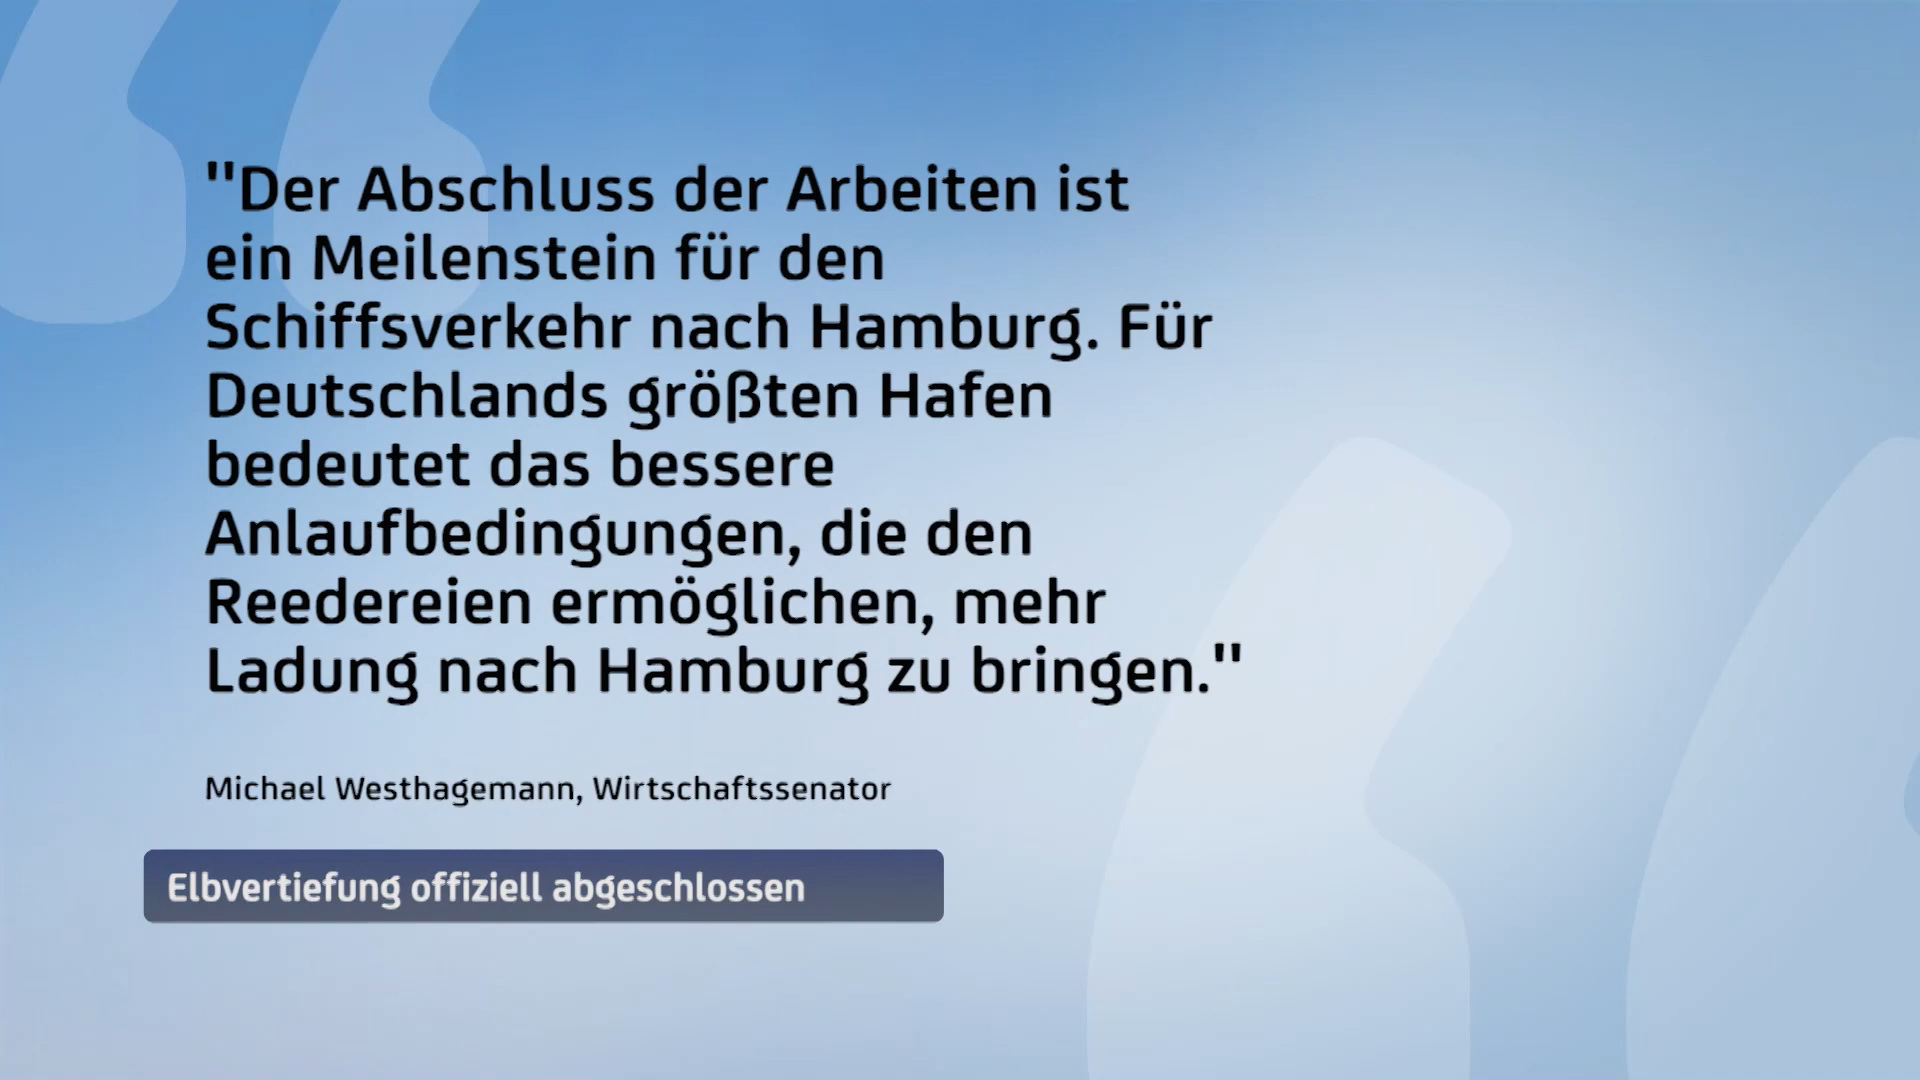 "Der Abschluss der Arbeiten ist
ein Meilenstein für den
Schiffsverkehr nach Hamburg. Für
Deutschlands größten Hafen
bedeutet das bessere
Anlaufbedingungen, die den
Reedereien ermöglichen, mehr
Ladung nach Hamburg zu bringen."
Michael Westhagemann, Wirtschaftssenator
Elbvertiefung offiziell abgeschlossen